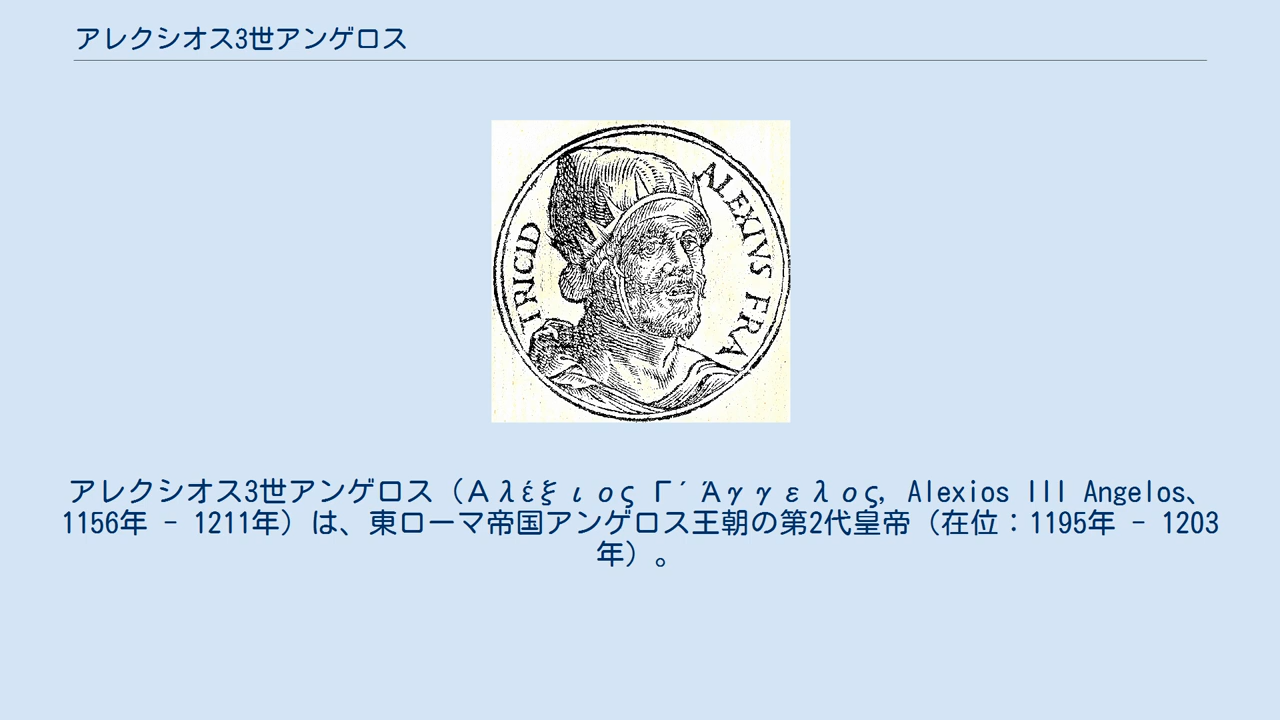 アレクシオス3世アンゲロス
IRICID
ALEXIVS FRA
アレクシオス3世アンゲロス（Αλέξιος Γ΄ Άγγελος, Alexios III Angelos、
1156年 - 1211年）は、東ローマ帝国アンゲロス王朝の第2代皇帝（在位：1195年 - 1203
年）。